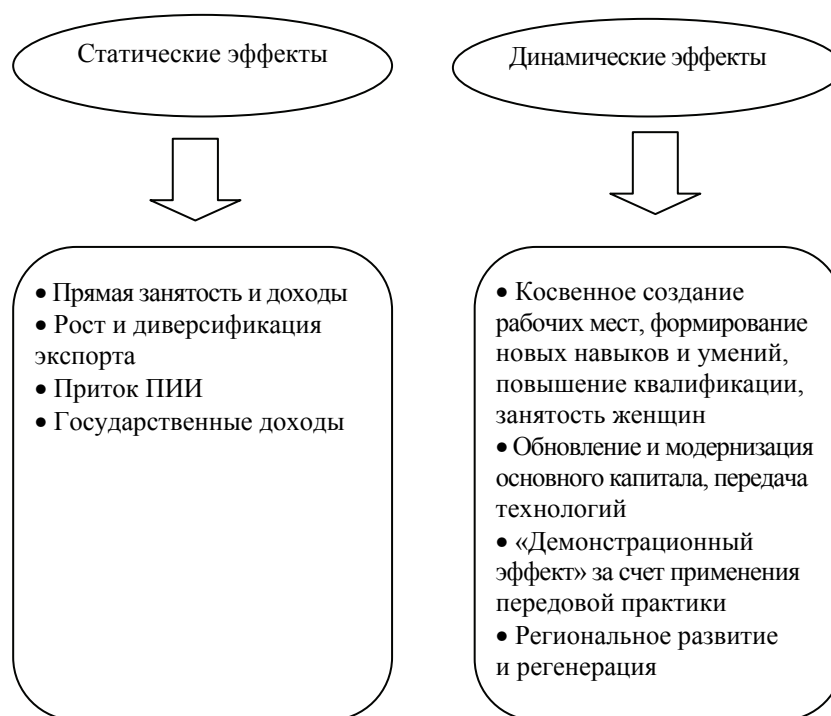 Статические эффекты
Динамические эффекты
• Прямая занятость и доходы
• Рост и диверсификация
экспорта
• Приток ПИИ
• Государственные доходы
• Косвенное создание
рабочих мест, формирование
новых навыков и умений,
повышение квалификации,
занятость женщин
• Обновление и модернизация
основного капитала, передача
технологий
• «Демонстрационный
эффект» за счет применения
передовой практики
• Региональное развитие
и регенерация